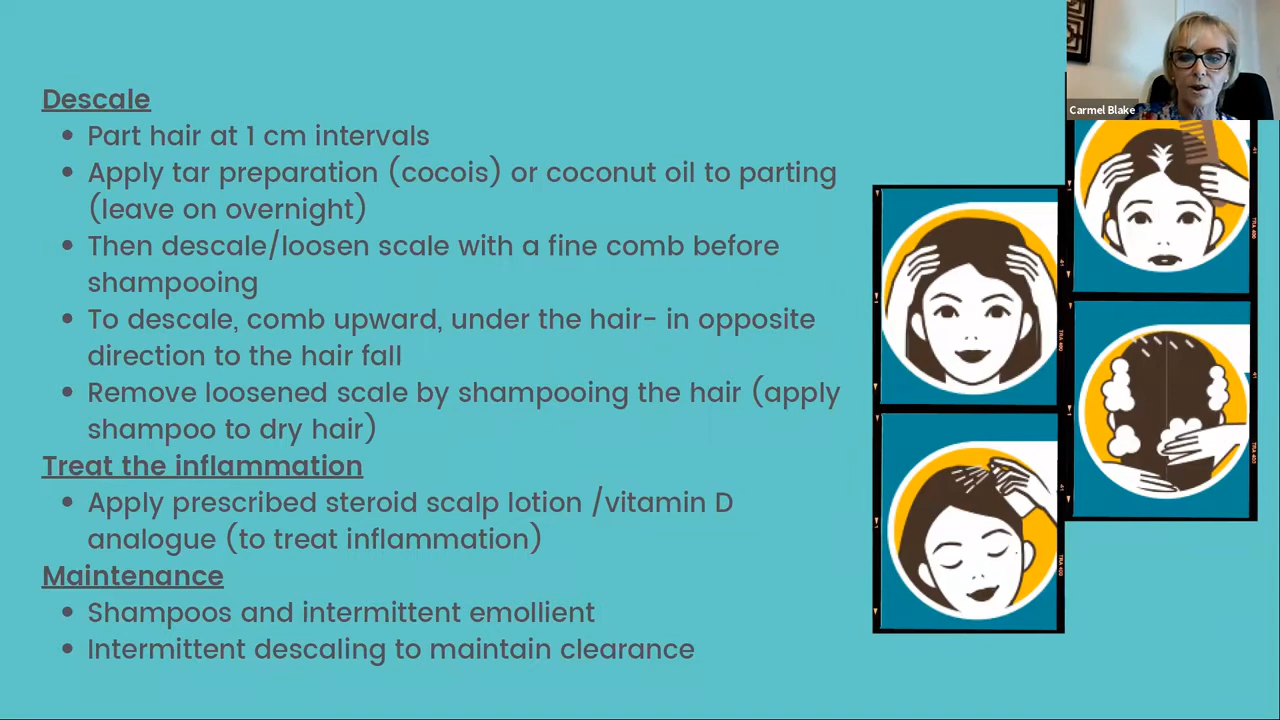 Descale
• Part hair at 1 cm intervals
• Apply tar preparation (cocois) or coconut oil to parting
(leave on overnight)
• Then descale/loosen scale with a fine comb before
shampooing
• To descale, comb upward, under the hair- in opposite
direction to the hair fall
• Remove loosened scale by shampooing the hair (apply
shampoo to dry hair)
Treat the inflammation
• Apply prescribed steroid scalp lotion /vitamin D
analogue (to treat inflammation)
Maintenance
• Shampoos and intermittent emollient
• Intermittent descaling to maintain clearance
Carmel Blake